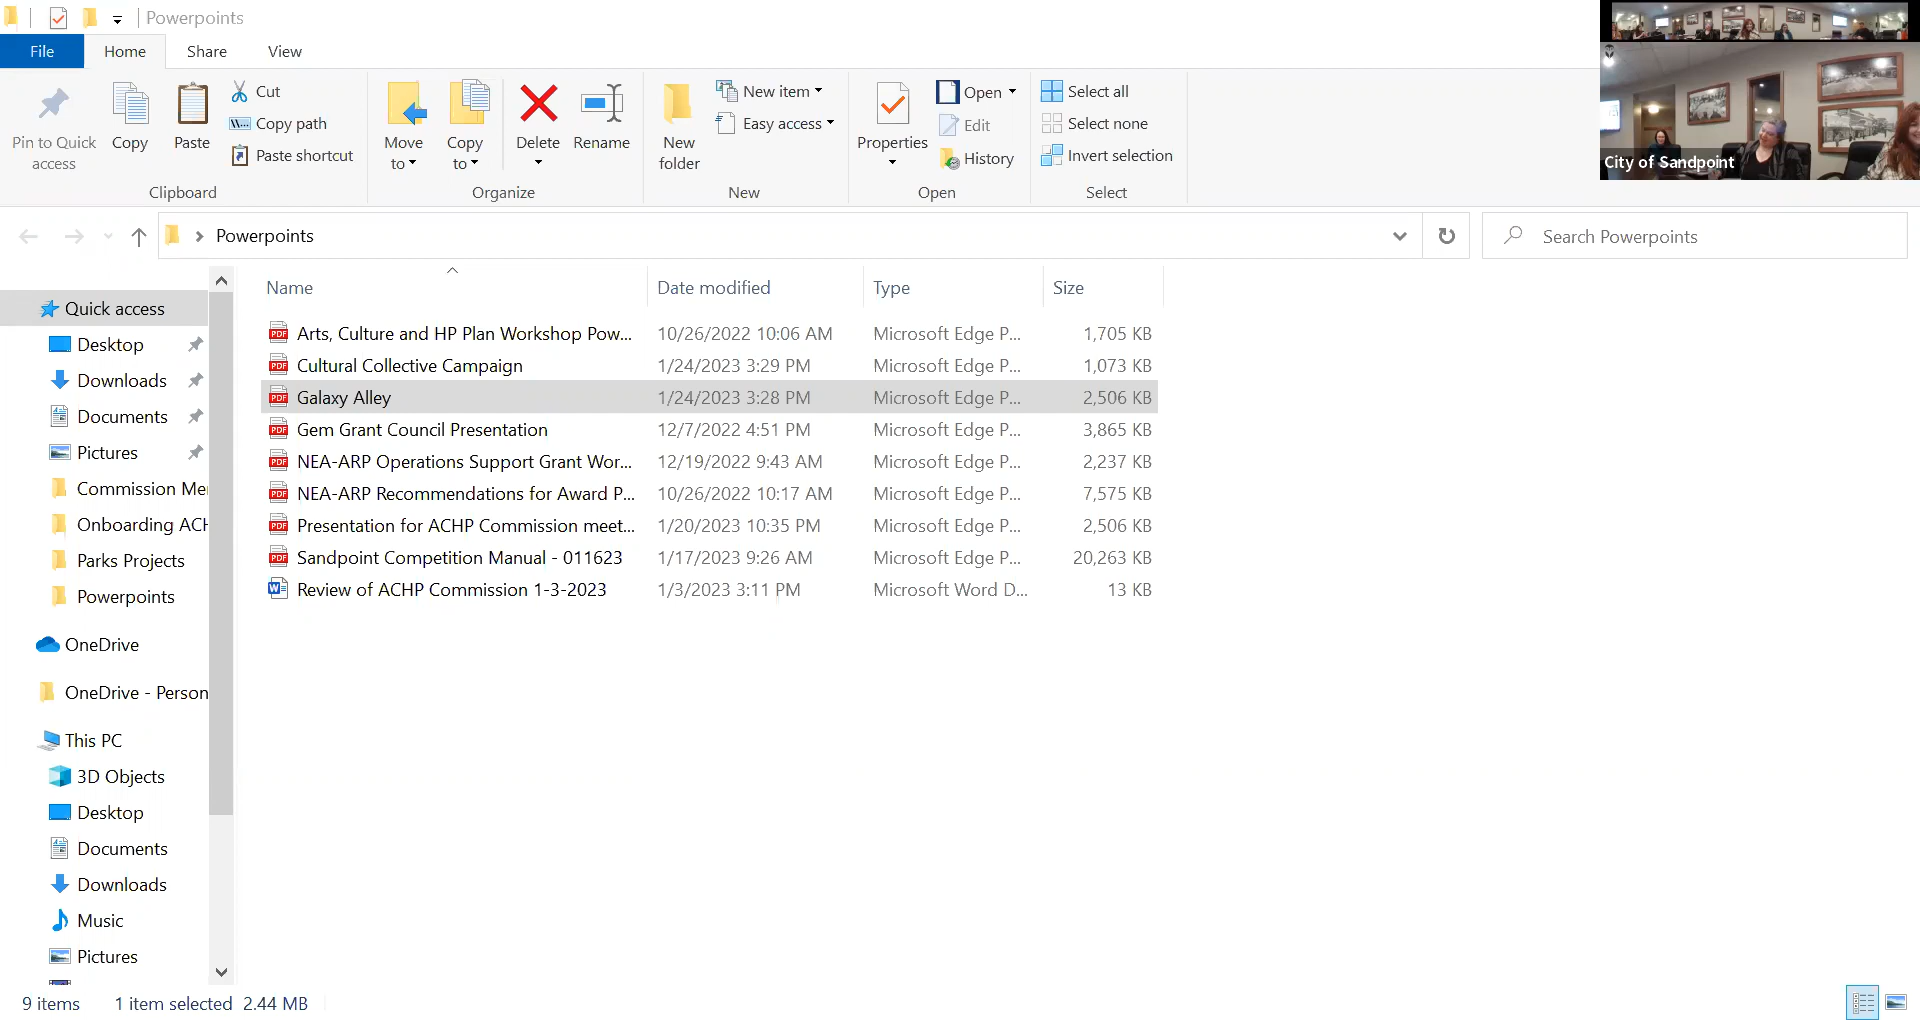 Powerpoints
File Home Share View
Pin to Quick access
Copy
Paste
Cut
Copy path
Paste shortcut
Clipboard
Move to
Copy to
Delete
Rename
Organize
New folder
New item
Easy access
New
Properties
Open
Edit
History
Open
Select all
Select none
Invert selection
Select
City of Sandpoint
Powerpoints
Search Powerpoints
Name Date modified Type Size
Arts, Culture and HP Plan Workshop Pow... 10/26/2022 10:06 AM Microsoft Edge P... 1,705 KB
Cultural Collective Campaign 1/24/2023 3:29 PM Microsoft Edge P... 1,073 KB
Galaxy Alley 1/24/2023 3:28 PM Microsoft Edge P... 2,506 KB
Gem Grant Council Presentation 12/7/2022 4:51 PM Microsoft Edge P... 3,865 KB
NEA-ARP Operations Support Grant Wor... 12/19/2022 9:43 AM Microsoft Edge P... 2,237 KB
NEA-ARP Recommendations for Award P... 10/26/2022 10:17 AM Microsoft Edge P... 7,575 KB
Presentation for ACHP Commission meet... 1/20/2023 10:35 PM Microsoft Edge P... 2,506 KB
Sandpoint Competition Manual - 011623 1/17/2023 9:26 AM Microsoft Edge P... 20,263 KB
Review of ACHP Commission 1-3-2023 1/3/2023 3:11 PM Microsoft Word D... 13 KB
Quick access
Desktop
Downloads
Documents
Pictures
Commission Me
Onboarding ACH
Parks Projects
Powerpoints
OneDrive
OneDrive - Person
This PC
3D Objects
Desktop
Documents
Downloads
Music
Pictures
9 items 1 item selected 2.44 MB